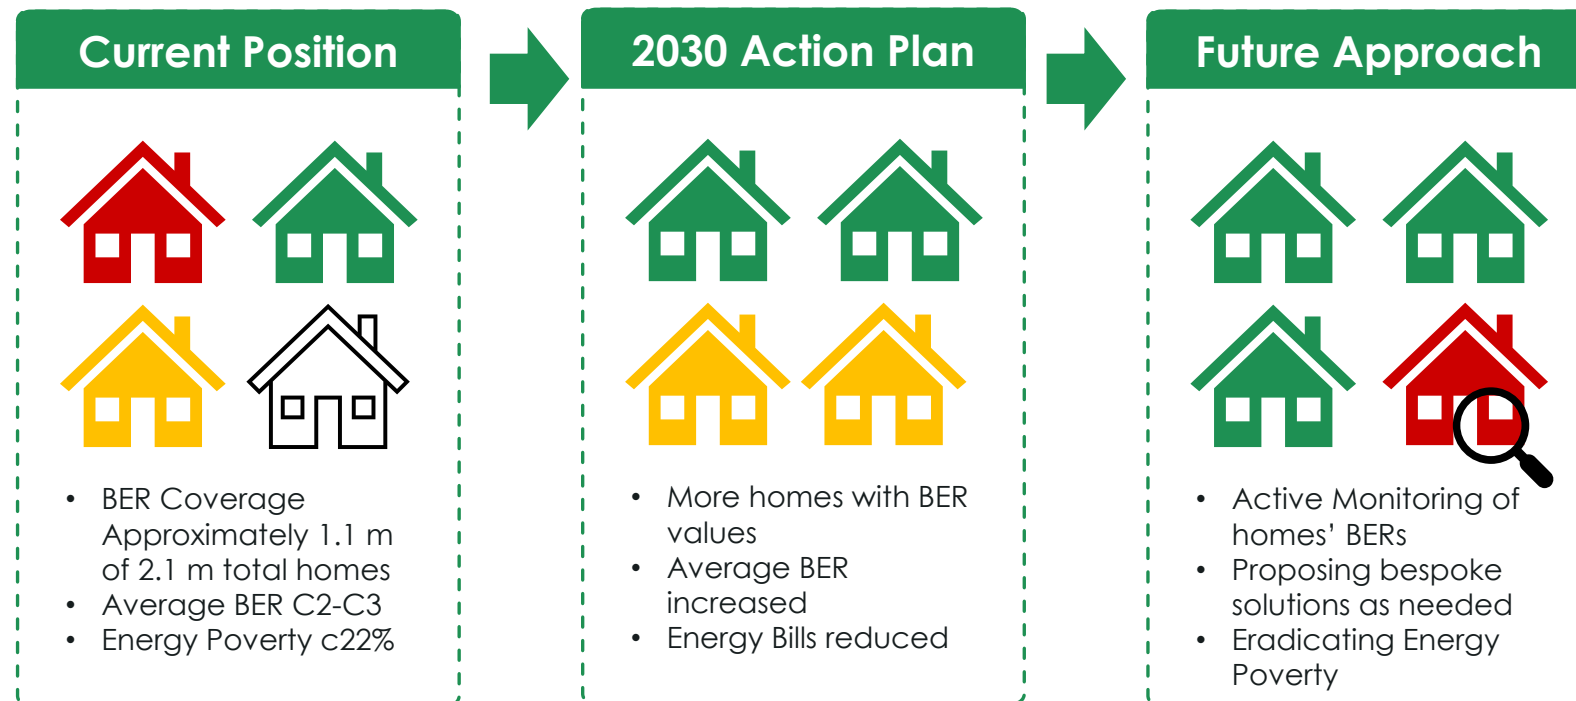 Current Position
• BER Coverage
Approximately 1.1 m
of 2.1 m total homes
• Average BER C2-C3
• Energy Poverty c22%
2030 Action Plan
• More homes with BER
values
• Average BER
increased
• Energy Bills reduced
Future Approach
• Active Monitoring of
homes’ BERs
• Proposing bespoke
solutions as needed
• Eradicating Energy
Poverty